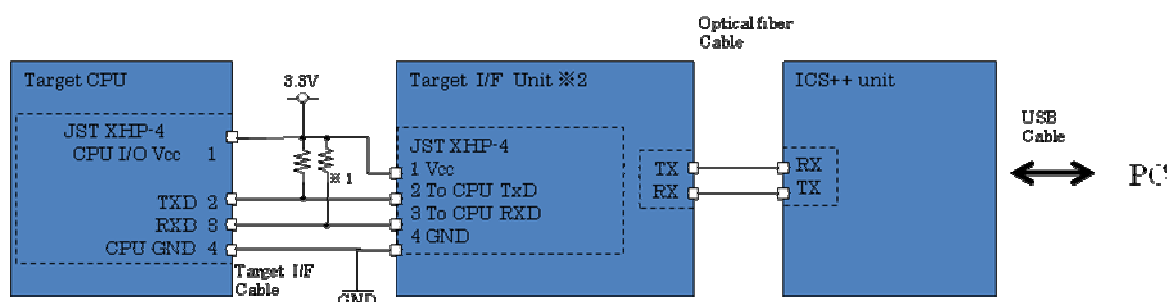 Optical fiber
Cable
Target CPU
3.3V
Target I/F Unit ※2
ICS++ unit
USB
Cable
JST XHP-4
CPU I/O Vcc 1
※1
TXD 2
RXD 3
CPU GND 4
Target I/F
Cable
GND
JST XHP-4
1 Vcc
2 To CPU TxD
3 To CPU RXD
4 GND
TX
RX
RX
TX